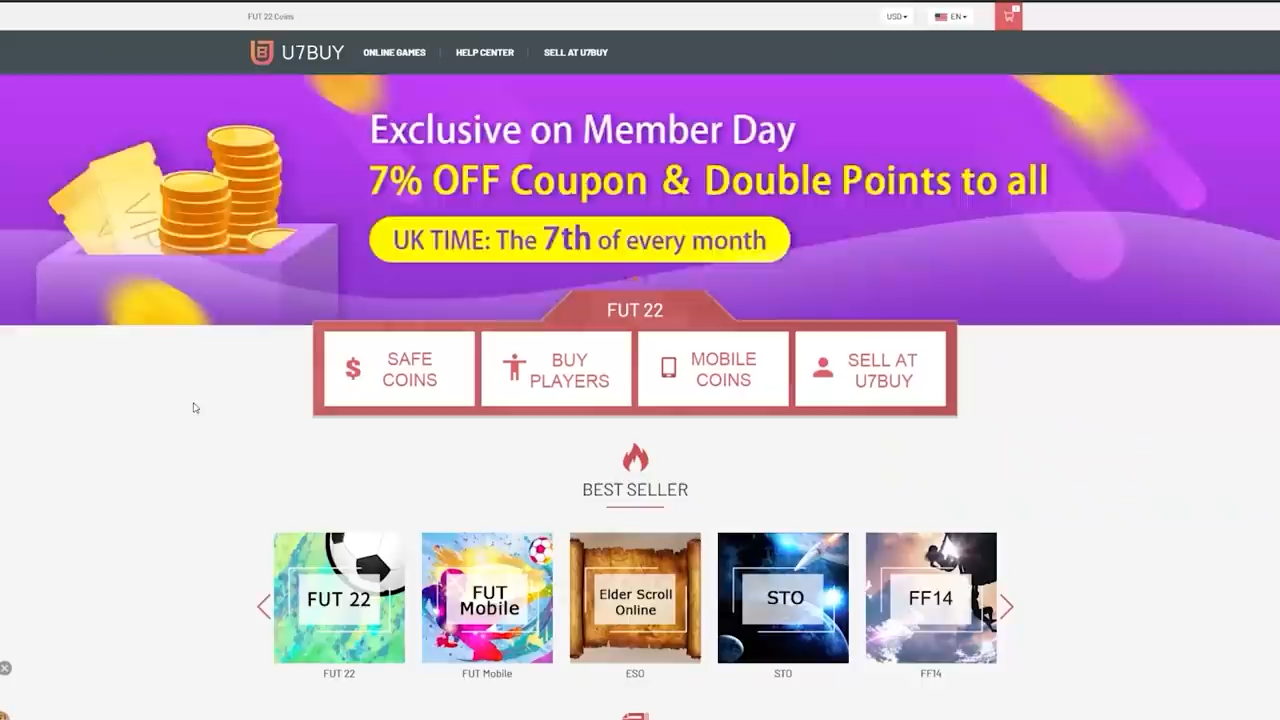 FUT 22 Coins
USD
EN
1
U7BUY
ONLINE GAMES
HELP CENTER
SELL AT U7BUY
Exclusive on Member Day
7% OFF Coupon & Double Points to all
UK TIME: The 7th of every month
VIP
FUT 22
SAFE
COINS
BUY
PLAYERS
MOBILE
COINS
SELL AT
U7BUY
BEST SELLER
FUT 22
FUT
Mobile
Elder Scroll
Online
STO
FF14
FUT 22
FUT Mobile
ESO
STO
FF14